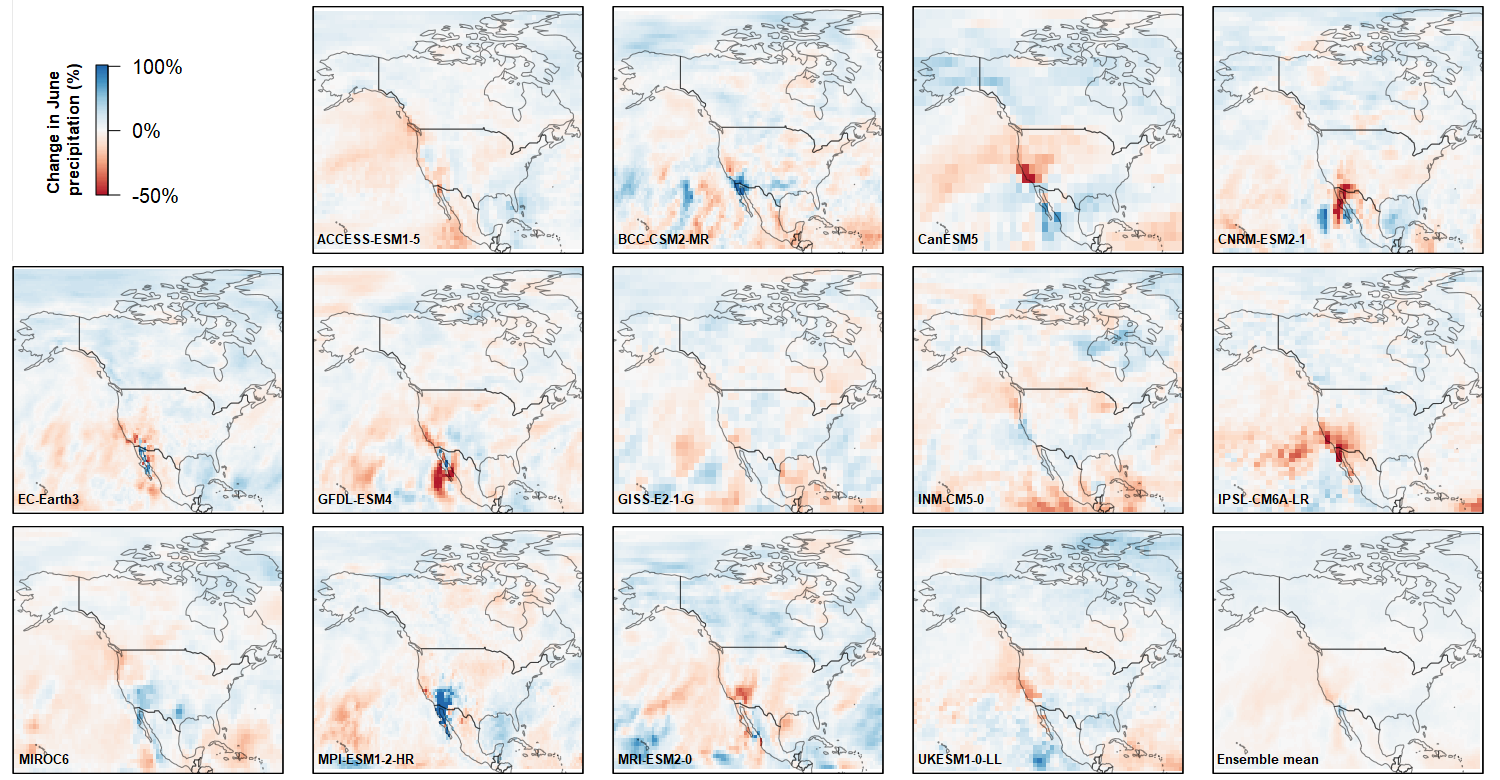 Change in June
precipitation (%)
100%
0%
-50%
ACCESS-ESM1-5
BCC-CSM2-MR
CanESM5
CNRM-ESM2-1
EC-Earth3
GFDL-ESM4
GISS-E2-1-G
INM-CM5-0
IPSL-CM6A-LR
MIROC6
MPI-ESM1-2-HR
MRI-ESM2-0
UKESM1-0-LL
Ensemble mean